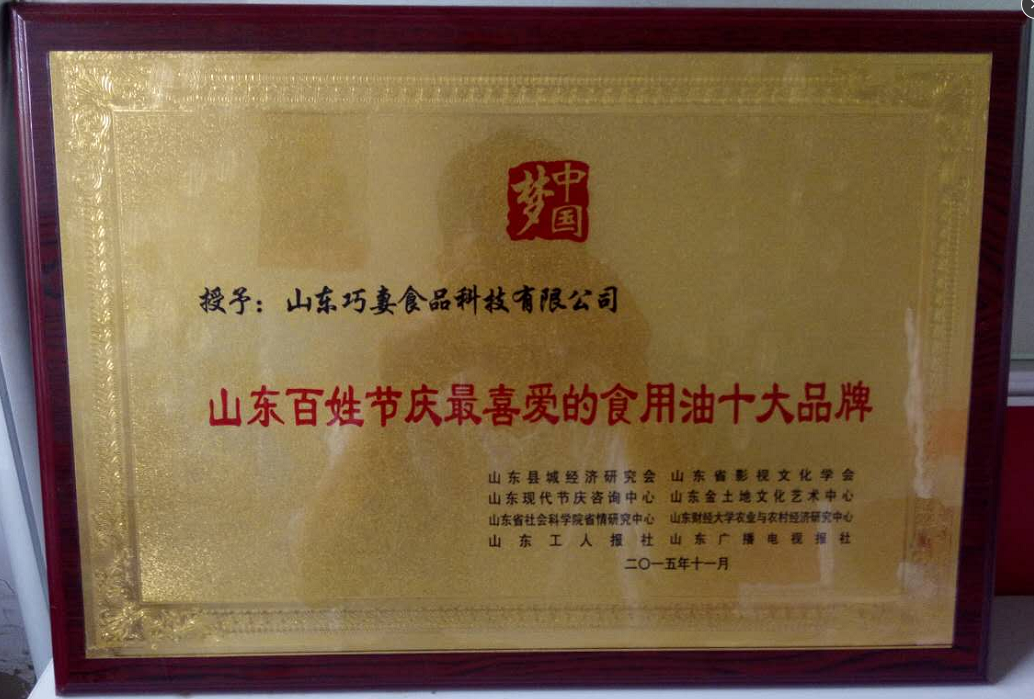 中国梦
授予：山东巧妻食品科技有限公司
山东百姓节庆最喜爱的食用油十大品牌
山东县域经济研究会 山东省影视文化学会
山东现代节庆咨询中心 山东金土地文化艺术中心
山东省社会科学院省情研究中心 山东财经大学农业与农村经济研究中心
山东工人报社 山东广播电视报社
二〇一五年十一月